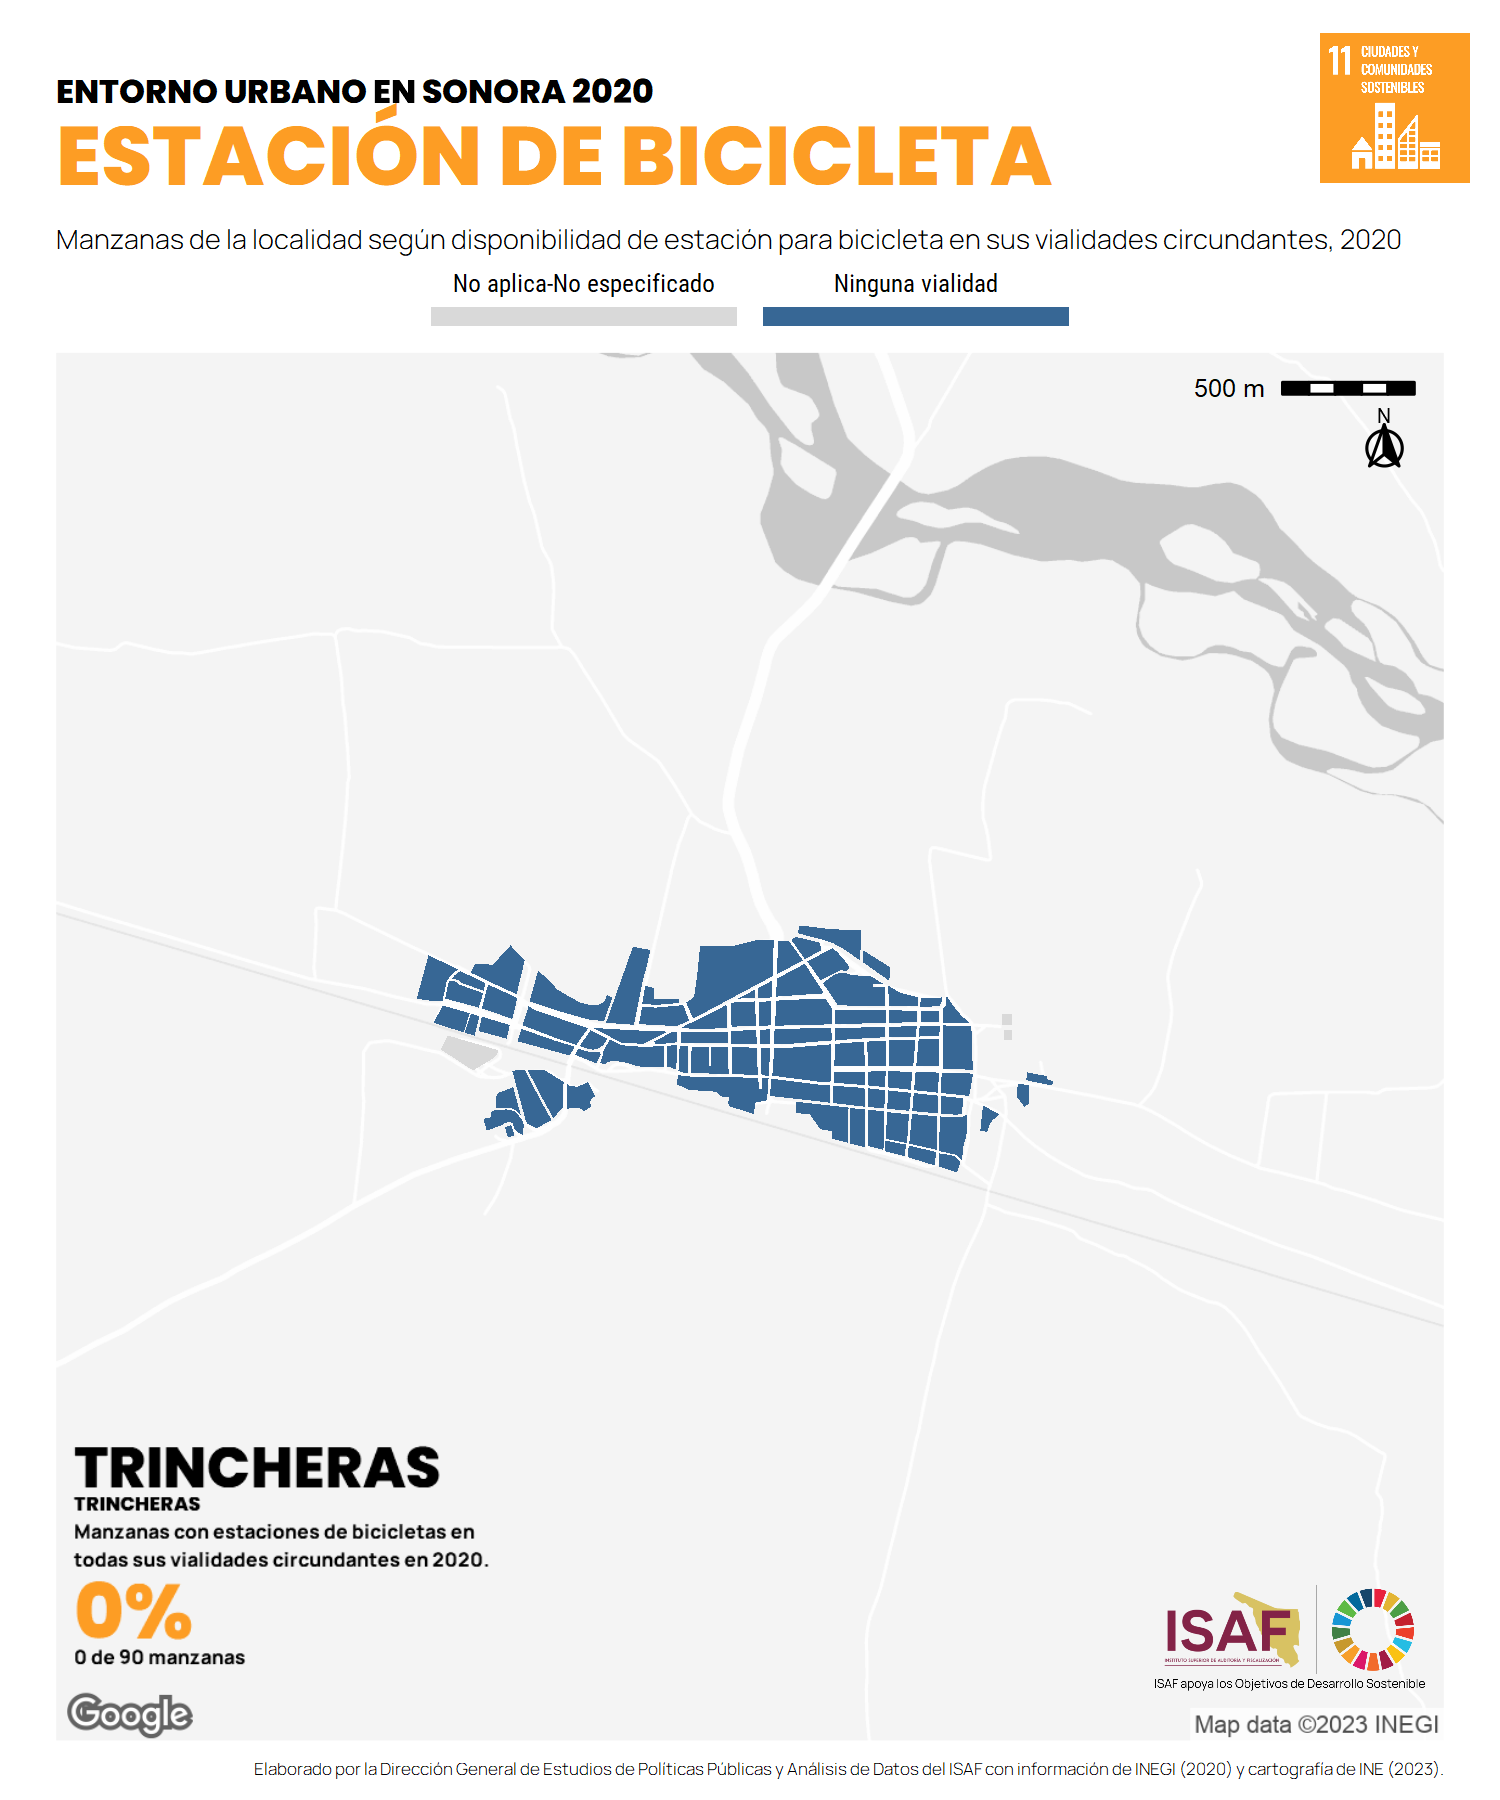 ENTORNO URBANO EN SONORA 2020
ESTACIÓN DE BICICLETA
11 CIUDADES Y
COMUNIDADES
SOSTENIBLES
Manzanas de la localidad según disponibilidad de estación para bicicleta en sus vialidades circundantes, 2020
No aplica-No especificado
Ninguna vialidad
500 m
N
TRINCHERAS
TRINCHERAS
Manzanas con estaciones de bicicletas en
todas sus vialidades circundantes en 2020.
0%
0 de 90 manzanas
Google
ISAF
INSTITUTO SUPERIOR DE AUDITORÍA Y FISCALIZACIÓN
ISAF apoya los Objetivos de Desarrollo Sostenible
Map data ©2023 INEGI
Elaborado por la Dirección General de Estudios de Políticas Públicas y Análisis de Datos del ISAF con información de INEGI (2020) y cartografía de INE (2023).